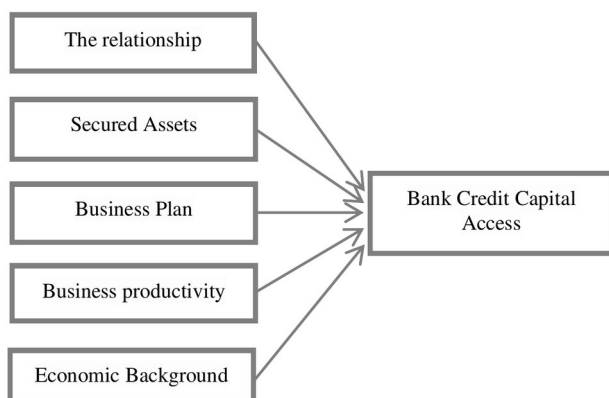 The relationship
Secured Assets
Business Plan
Business productivity
Economic Background
Bank Credit Capital
Access